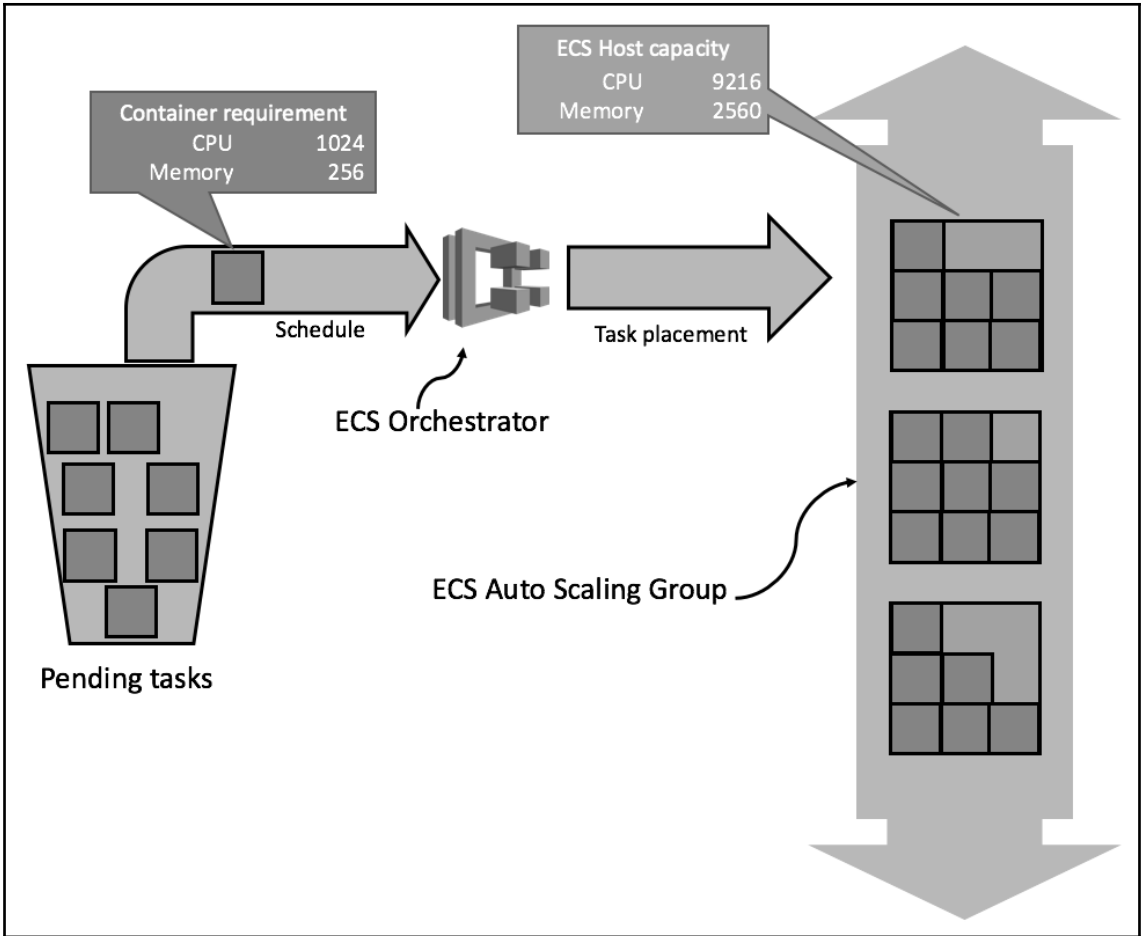 ECS Host capacity
CPU 9216
Memory 2560
Container requirement
CPU 1024
Memory 256
Schedule
Task placement
ECS Orchestrator
ECS Auto Scaling Group
Pending tasks